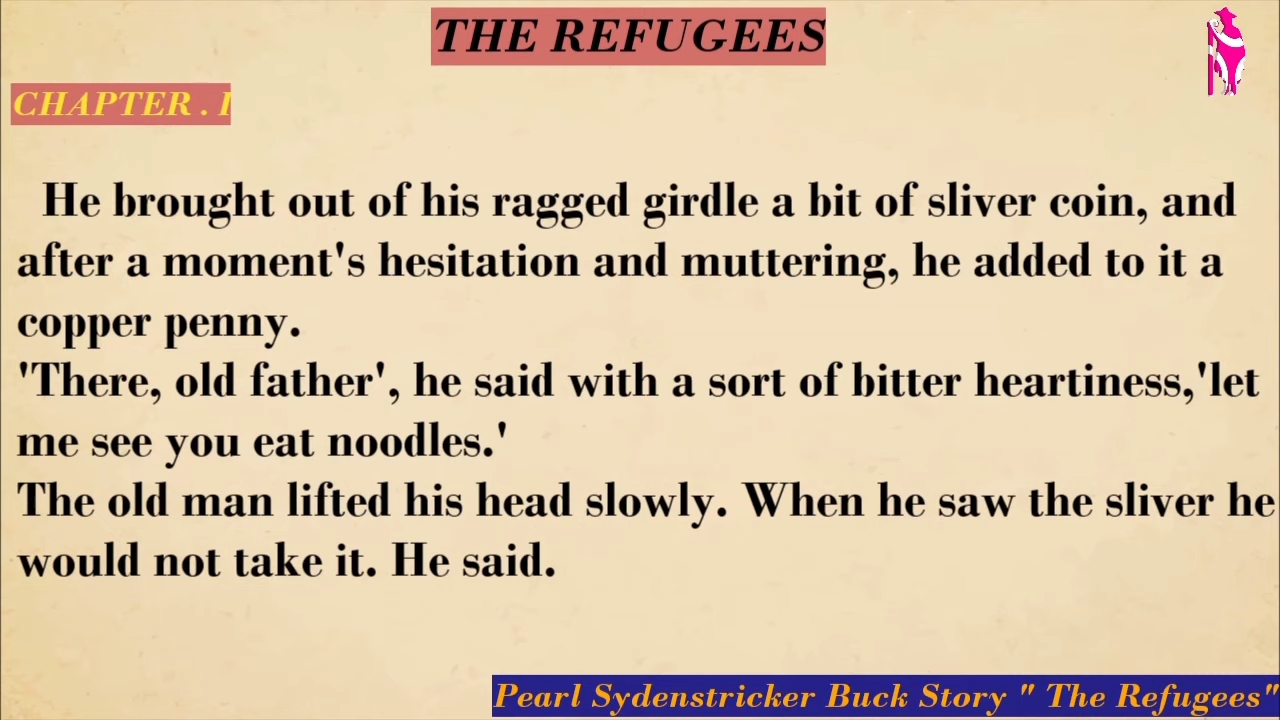 THE REFUGEES
CHAPTER . I
He brought out of his ragged girdle a bit of sliver coin, and
after a moment's hesitation and muttering, he added to it a
copper penny.
'There, old father', he said with a sort of bitter heartiness,'let
me see you eat noodles.'
The old man lifted his head slowly. When he saw the sliver he
would not take it. He said.
Pearl Sydenstricker Buck Story " The Refugees"